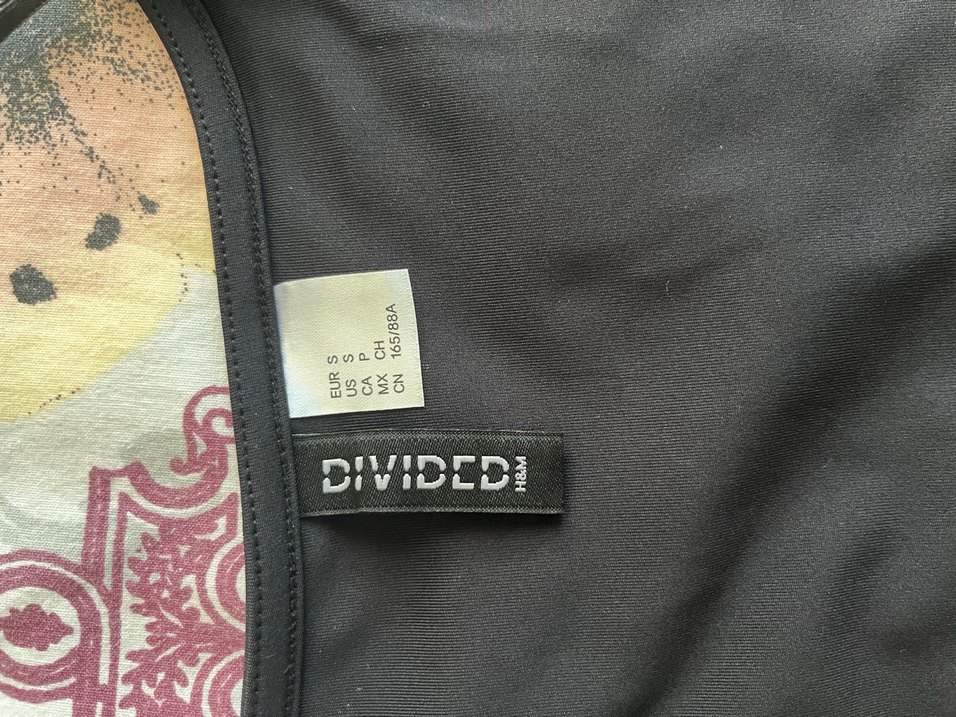 EUR S
US S
CA P
MX CH
CN 165/88A
DIVIDED
H&M